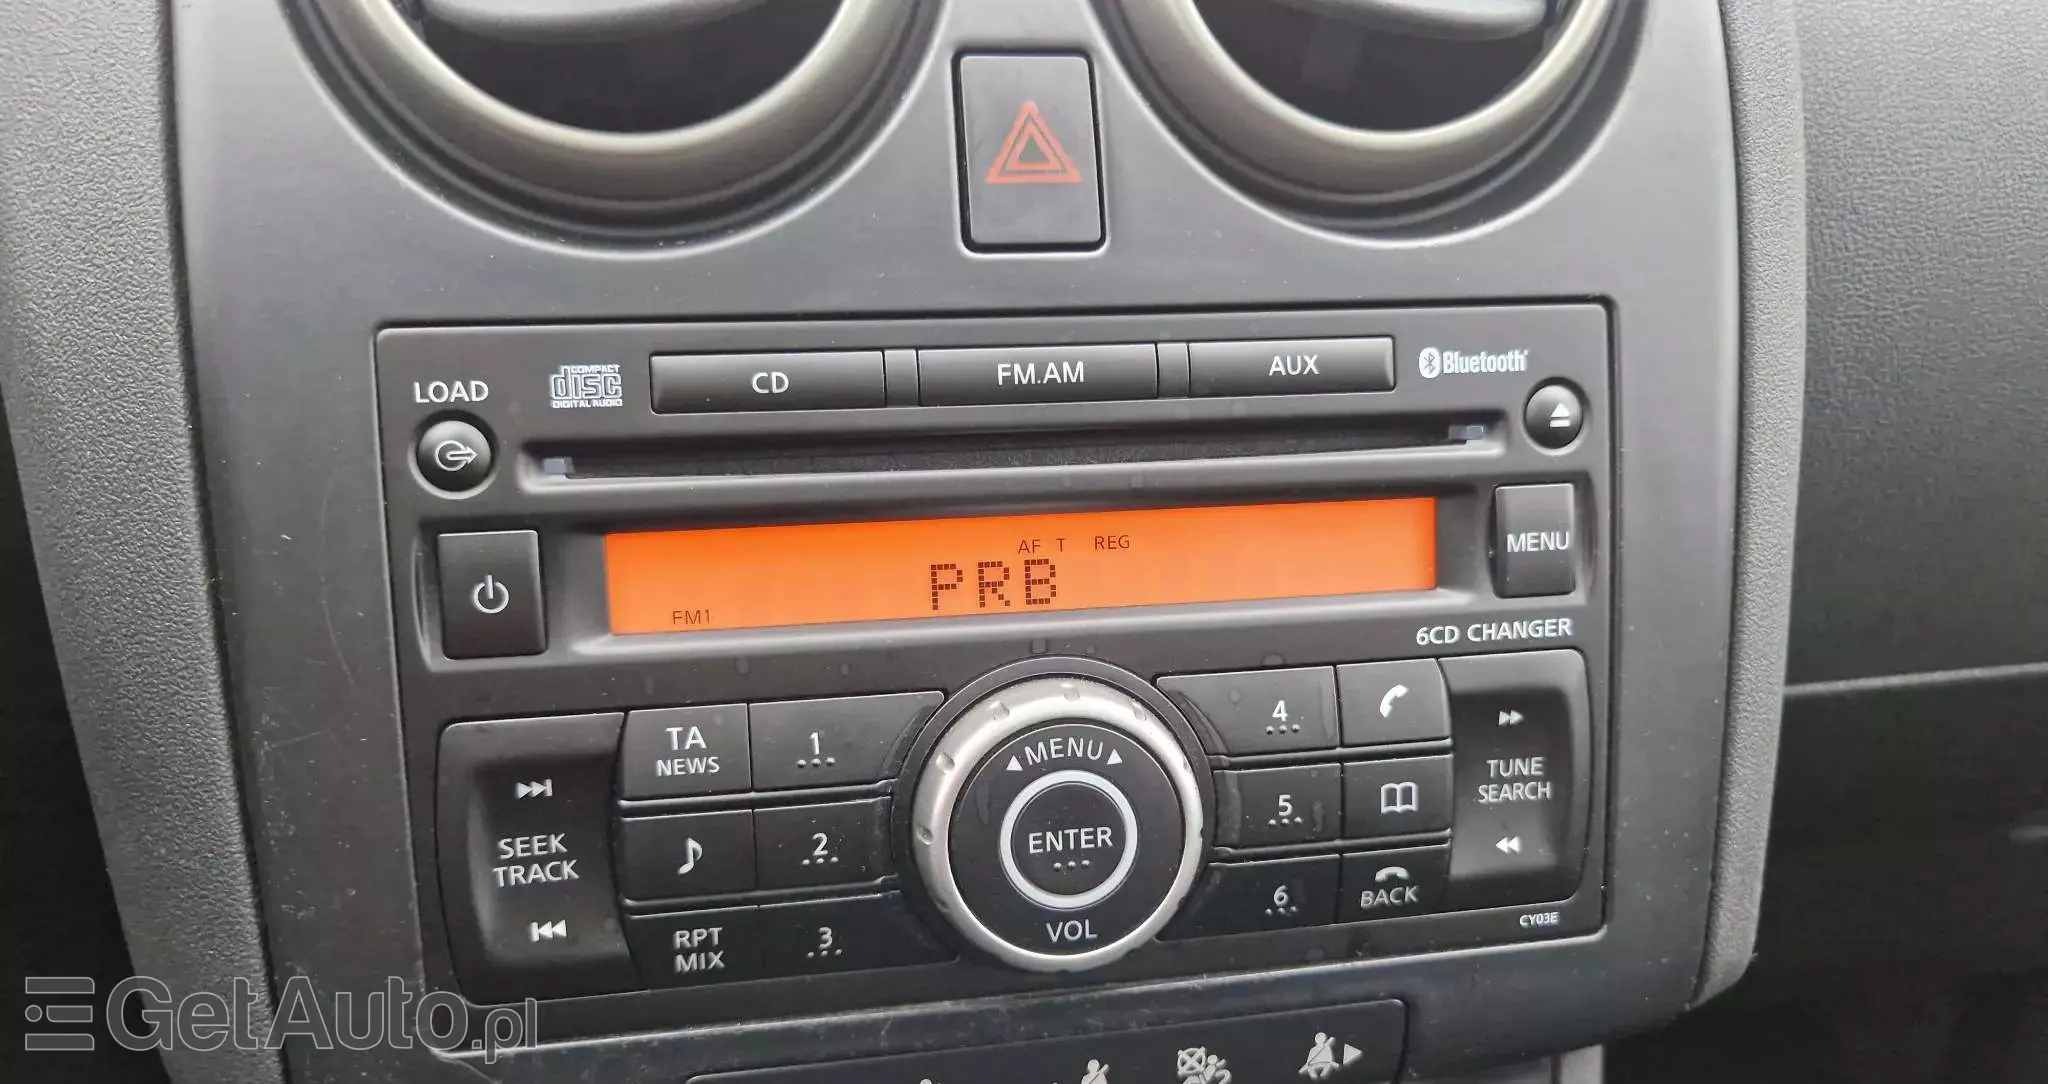 LOAD
COMPACT
disc
DIGITAL AUDIO
CD
FM.AM
AUX
Bluetooth
MENU
AF T REG
PRB
FM1
6CD CHANGER
SEEK
TRACK
TA
NEWS
1
2
RPT
MIX
3
MENU
ENTER
VOL
4
5
6
BACK
TUNE
SEARCH
CY03E
GetAuto.pl